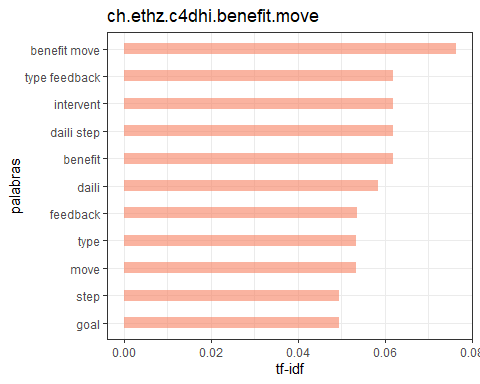 ch.ethz.c4dhi.benefit.move
benefit move
type feedback
intervent
daili step
benefit
daili
feedback
type
move
step
goal
palabras
0.00 0.02 0.04 0.06 0.08
tf-idf